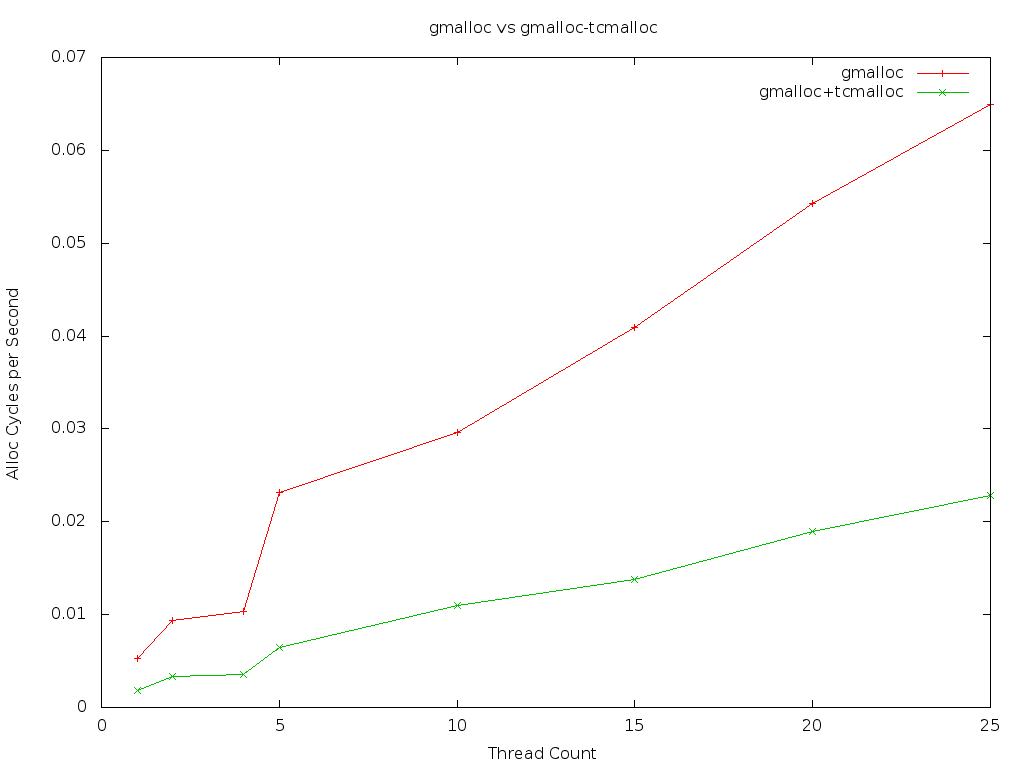 gmalloc vs gmalloc-tcmalloc
gmalloc
gmalloc+tcmalloc
Alloc Cycles per Second
0.07
0.06
0.05
0.04
0.03
0.02
0.01
0
0 5 10 15 20 25
Thread Count